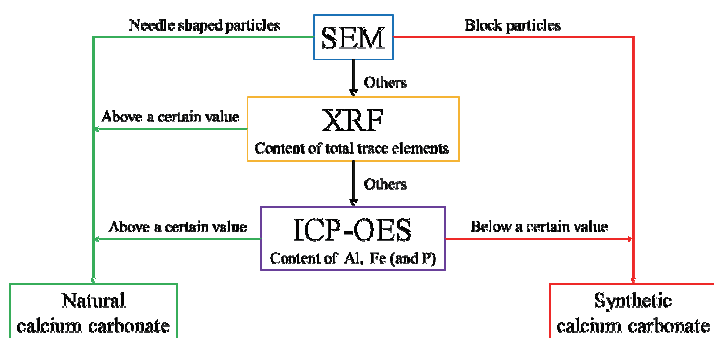 Needle shaped particles
SEM
Block particles
Others
Above a certain value
XRF
Content of total trace elements
Others
Above a certain value
ICP-OES
Content of Al, Fe (and P)
Below a certain value
Natural
calcium carbonate
Synthetic
calcium carbonate